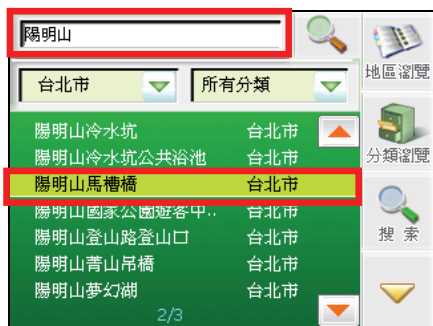 陽明山
地區瀏覽
台北市 所有分類
陽明山冷水坑 台北市
陽明山冷水坑公共浴池 台北市
分類瀏覽
陽明山馬槽橋 台北市
陽明山國家公園遊客中.. 台北市
陽明山登山路登山口 台北市
搜 索
陽明山菁山吊橋 台北市
陽明山夢幻湖 台北市
2/3